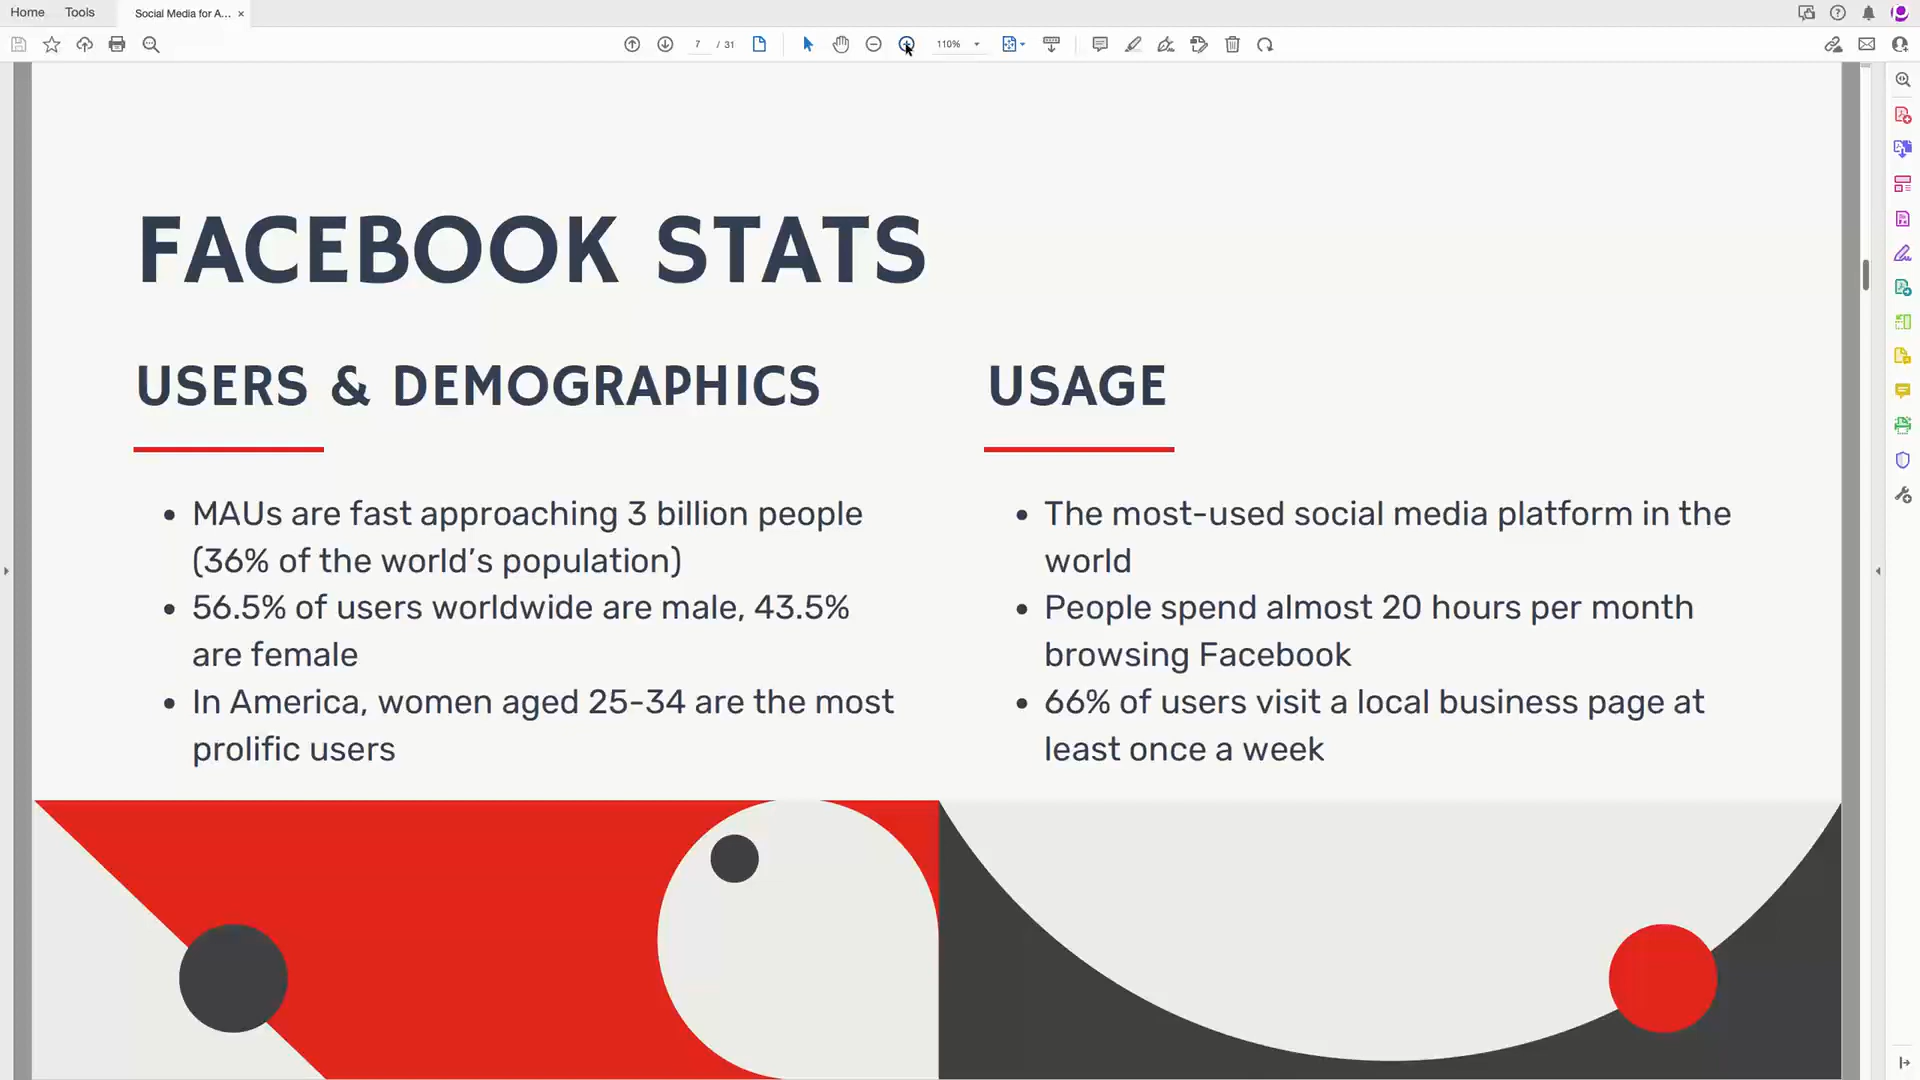 Home
Tools
Social Media for A...
7 / 31
110%
FACEBOOK STATS
USERS & DEMOGRAPHICS
MAUs are fast approaching 3 billion people
(36% of the world’s population)
56.5% of users worldwide are male, 43.5%
are female
In America, women aged 25-34 are the most
prolific users
USAGE
The most-used social media platform in the
world
People spend almost 20 hours per month
browsing Facebook
66% of users visit a local business page at
least once a week